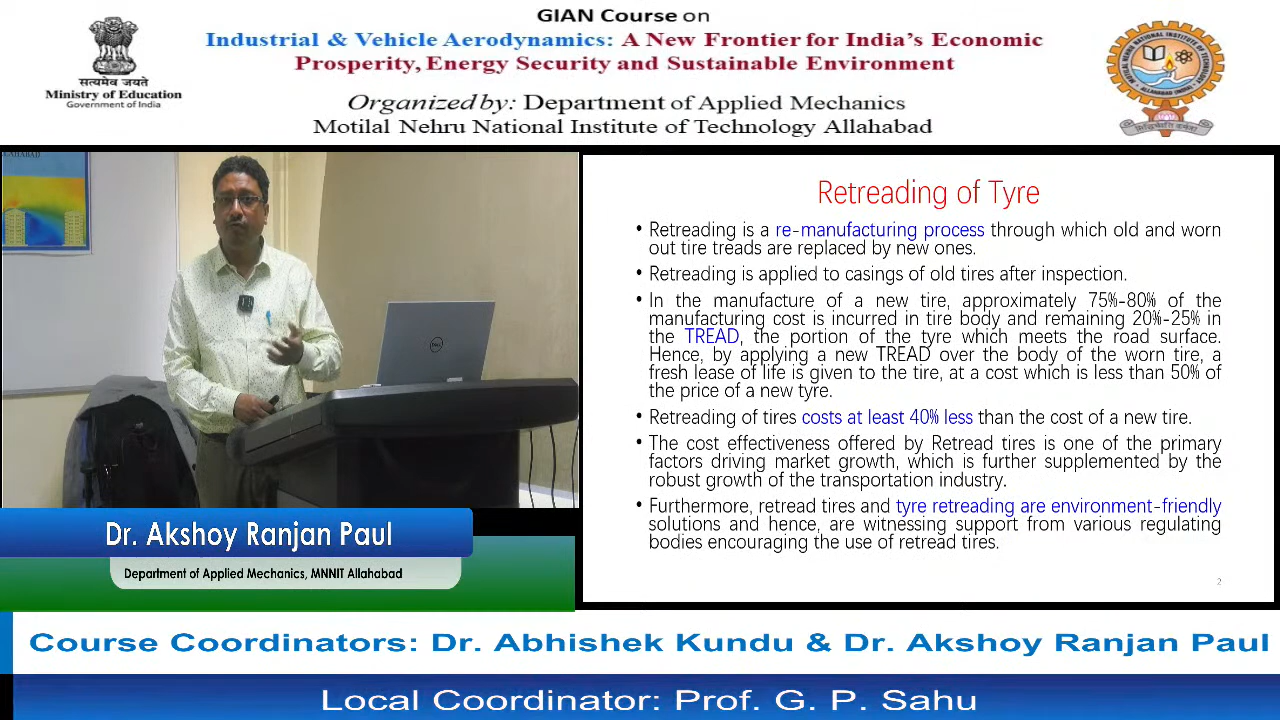 GIAN Course on
Industrial & Vehicle Aerodynamics: A New Frontier for India's Economic
Prosperity, Energy Security and Sustainable Environment
Organized by: Department of Applied Mechanics
Motilal Nehru National Institute of Technology Allahabad
सत्यमेव जयते
Ministry of Education
Government of India
Retreading of Tyre
• Retreading is a re-manufacturing process through which old and worn
out tire treads are replaced by new ones.
• Retreading is applied to casings of old tires after inspection.
• In the manufacture of a new tire, approximately 75%-80% of the
manufacturing cost is incurred in tire body and remaining 20%-25% in
the TREAD, the portion of the tyre which meets the road surface.
Hence, by applying a new TREAD over the body of the worn tire, a
fresh lease of life is given to the tire, at a cost which is less than 50% of
the price of a new tyre.
• Retreading of tires costs at least 40% less than the cost of a new tire.
• The cost effectiveness offered by Retread tires is one of the primary
factors driving market growth, which is further supplemented by the
robust growth of the transportation industry.
• Furthermore, retread tires and tyre retreading are environment-friendly
solutions and hence, are witnessing support from various regulating
bodies encouraging the use of retread tires.
2
DELL
Dr. Akshoy Ranjan Paul
Department of Applied Mechanics, MNNIT Allahabad
Course Coordinators: Dr. Abhishek Kundu & Dr. Akshoy Ranjan Paul
Local Coordinator: Prof. G. P. Sahu